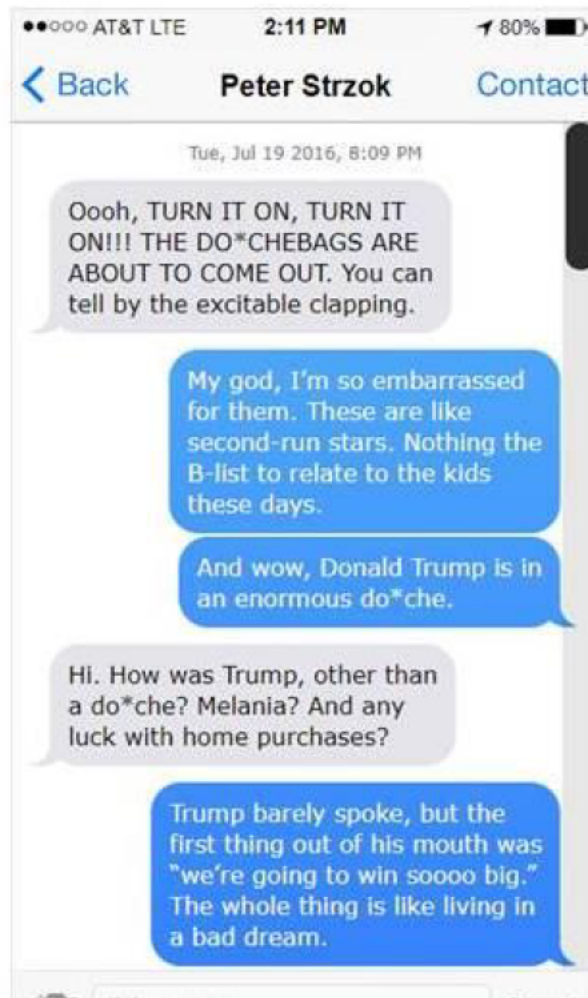 AT&T LTE 2:11 PM 80%
Back Peter Strzok Contact
Tue, Jul 19 2016, 8:09 PM
Oooh, TURN IT ON, TURN IT
ON!!! THE DO*CHEBAGS ARE
ABOUT TO COME OUT. You can
tell by the excitable clapping.
My god, I'm so embarrassed
for them. These are like
second-run stars. Nothing the
B-list to relate to the kids
these days.
And wow, Donald Trump is in
an enormous do*che.
Hi. How was Trump, other than
a do*che? Melania? And any
luck with home purchases?
Trump barely spoke, but the
first thing out of his mouth was
"we're going to win soooo big."
The whole thing is like living in
a bad dream.